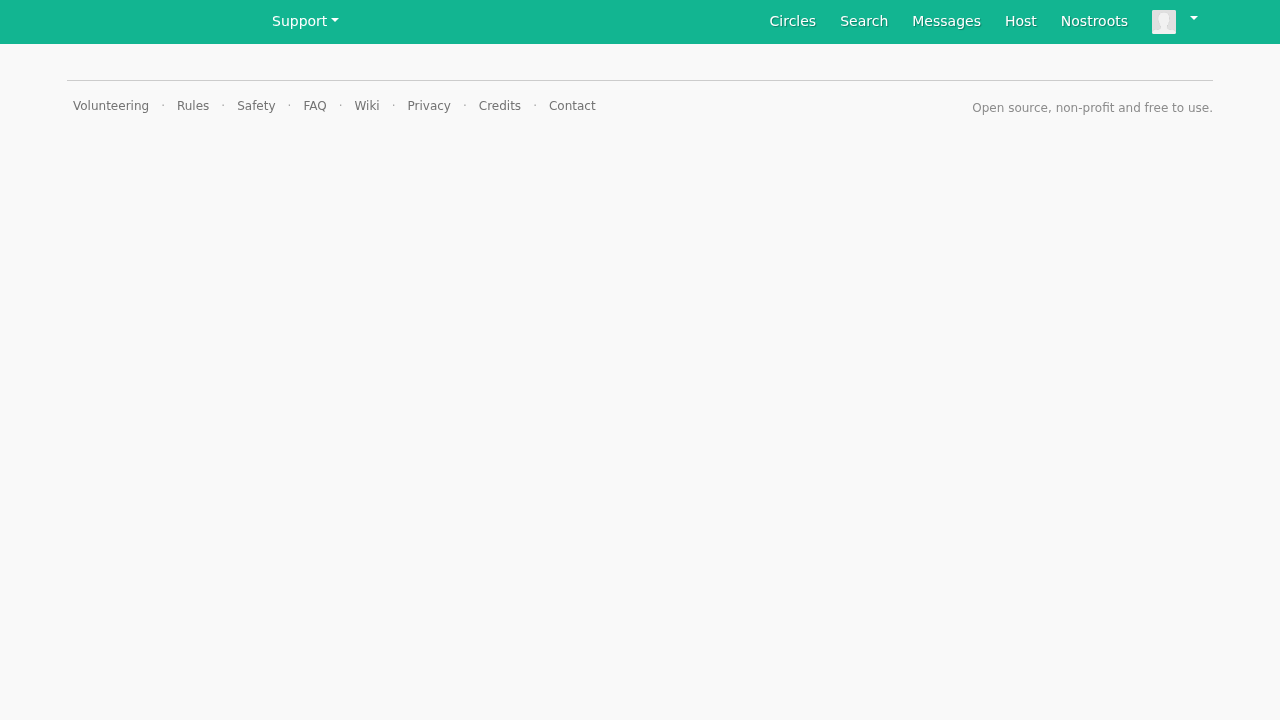 Support Circles Search Messages Host Nostroots
Volunteering · Rules · Safety · FAQ · Wiki · Privacy · Credits · Contact
Open source, non-profit and free to use.